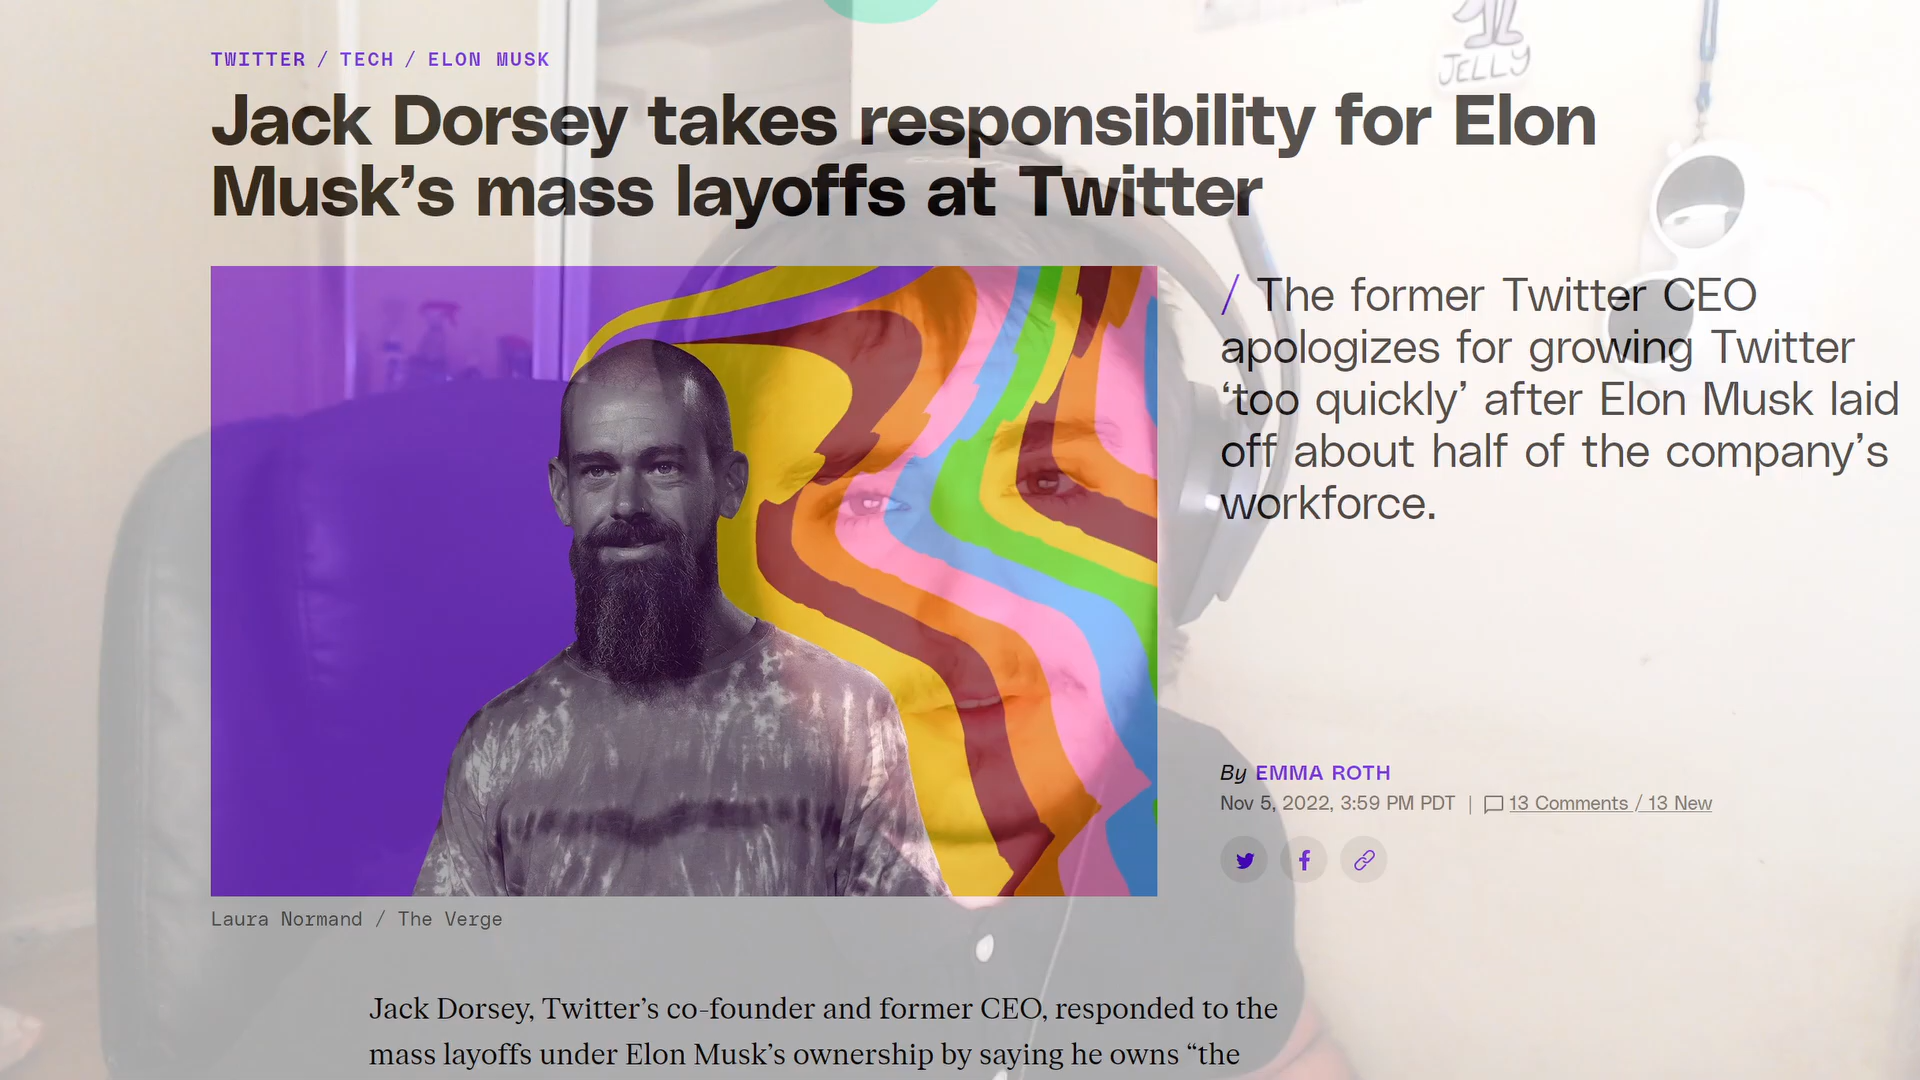 TWITTER / TECH / ELON MUSK
Jack Dorsey takes responsibility for Elon
Musk’s mass layoffs at Twitter
/ The former Twitter CEO
apologizes for growing Twitter
‘too quickly’ after Elon Musk laid
off about half of the company’s
workforce.
By EMMA ROTH
Nov 5, 2022, 3:59 PM PDT | 13 Comments / 13 New
Laura Normand / The Verge
Jack Dorsey, Twitter’s co-founder and former CEO, responded to the
mass layoffs under Elon Musk’s ownership by saying he owns “the
JELLY